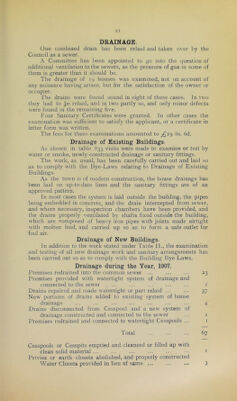 DRAINAGE.
One combined drain has been relaid and taken over by the
Council as a sewer.
A Committee has been appointed to go into the question of
additional ventilation to the sewers, as the pressure of gas in some of
them is greater than it should be.
The drainage of 19 houses was examined, not on account of
any nuisance having arisen, but for the satisfaction of the owner or
occupier.
The drains were found sound in eight of these cases. In two
they had to be relaid, and in two partly so, and only minor defects
were found in the remaining five.
Four Sanitary Certificates were granted. In other cases the
examination was sufficient to satisfy the applicant, or a certificate in
letter form was written.
The fees for these examinations amounted to £19 0s. 6d.
Drainage of Existing Buildings.
As shown in table visits were made to examine or test by
water or smoke, newly-constructed drainage or sanitary fittings.
The work, as usual, has been carefully carried out and laid so
as to comply with the Bye-Laws relating to Drainage of Existing
Buildings.
As the town is of modern construction, the house drainage has
been laid on up-to-date lines and the sanitary fittings are of an
approved pattern.
In most cases the system is laid outside the building, the pipes
being embedded in concrete, and the drain intercepted from sewer,
and where necessary, inspection chambers have been provided, and
the drains properly ventilated by shafts fixed outside the building,
which are composed of heavy iron pipes with joints made airtight
with molten lead, and carried up so as to form a safe outlet for
foul air.
Drainage of New Buildings.
In addition to the work obtained under Table II., the examination
and testing of all new drainage work and sanitary arrangements has
been carried out so as to comply with the Building Bye Laws.
Drainage during the Year, 1907.
Premises redrained into the common sewer ... 23
Premises provided with watertight system of drainage and
connected to the sewer ... 1
Drains repaired and made watertight or part relaid ... 37
New portions of drains added to existing system of house
drainage ... 4
Drains disconnected from Cesspool and a new system of
drainage constructed and connected to the sewer ... 1
Premises redrained and connected to watertight Cesspools ... 1
Total ... 67
Cesspools or Cesspits emptied and cleansed or filled up with
clean solid material ... 1
Privies or earth closets abolished, and properly constructed
Water Closets provided in lieu of same ... 3